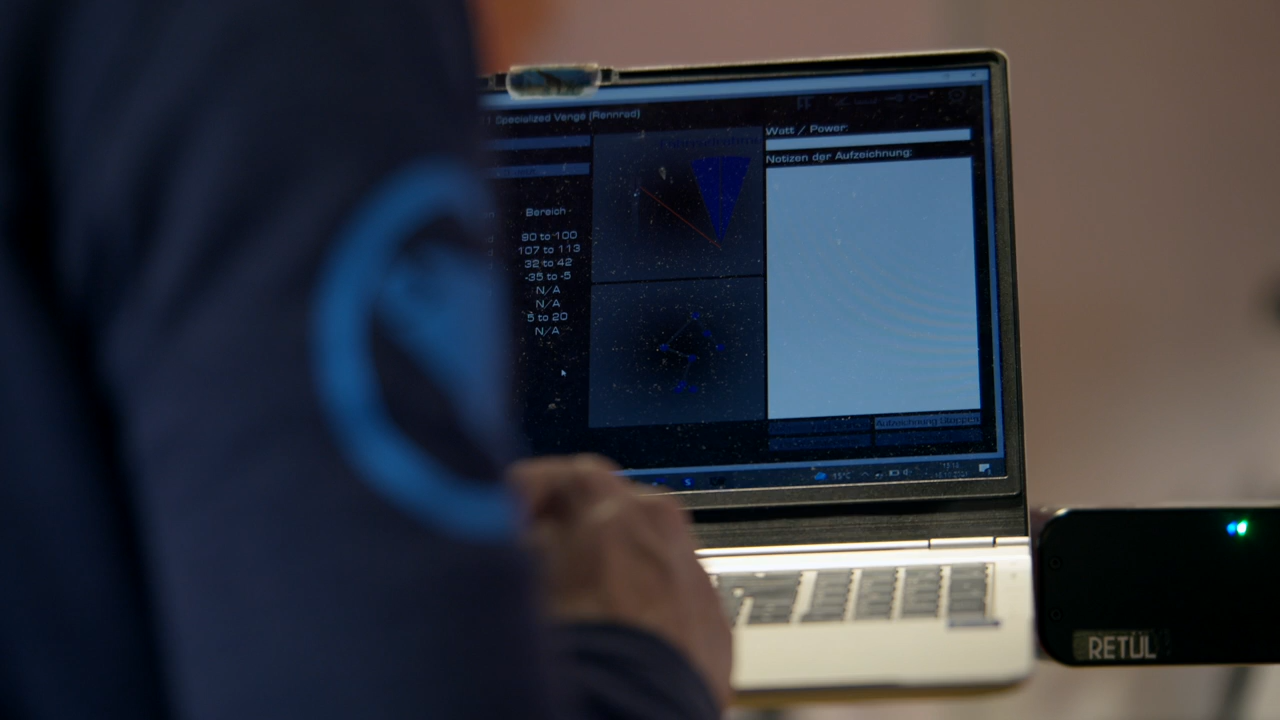 Specialized Venge (Rennrad)
Watt / Power:
Notizen der Aufzeichnung:
Bereich
90 to 100
107 to 113
32 to 42
-35 to -5
N/A
N/A
5 to 20
N/A
Aufzeichnung
RETÜL